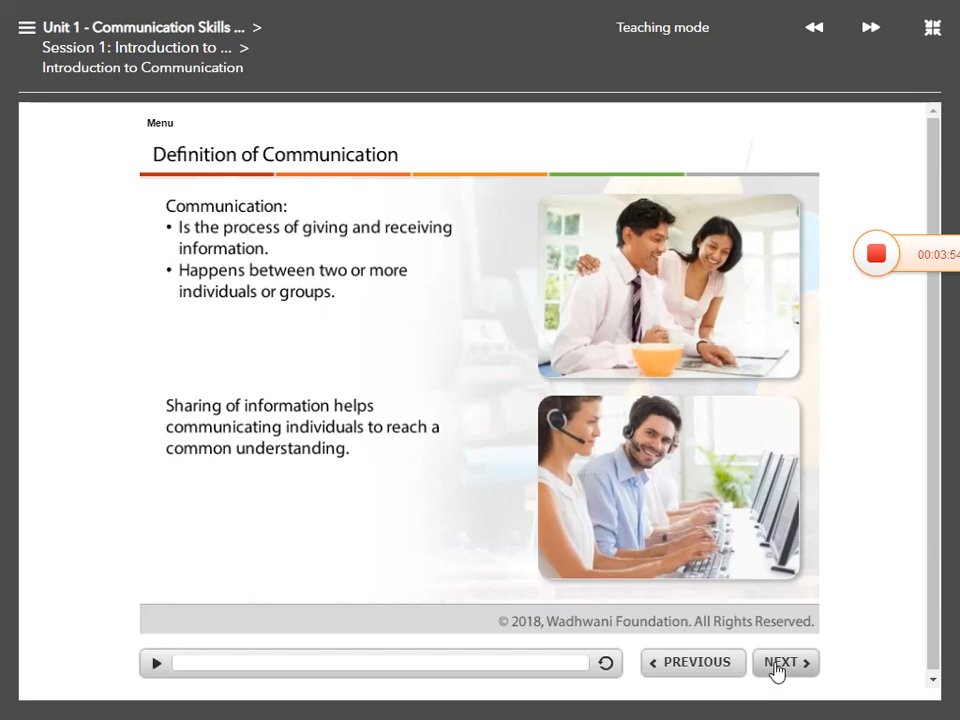 Unit 1 - Communication Skills ... >
Teaching mode
Session 1: Introduction to ... >
Introduction to Communication
Menu
Definition of Communication
Communication:
• Is the process of giving and receiving
information.
• Happens between two or more
individuals or groups.
00:03:54
Sharing of information helps
communicating individuals to reach a
common understanding.
© 2018, Wadhwani Foundation. All Rights Reserved.
< PREVIOUS
NEXT >